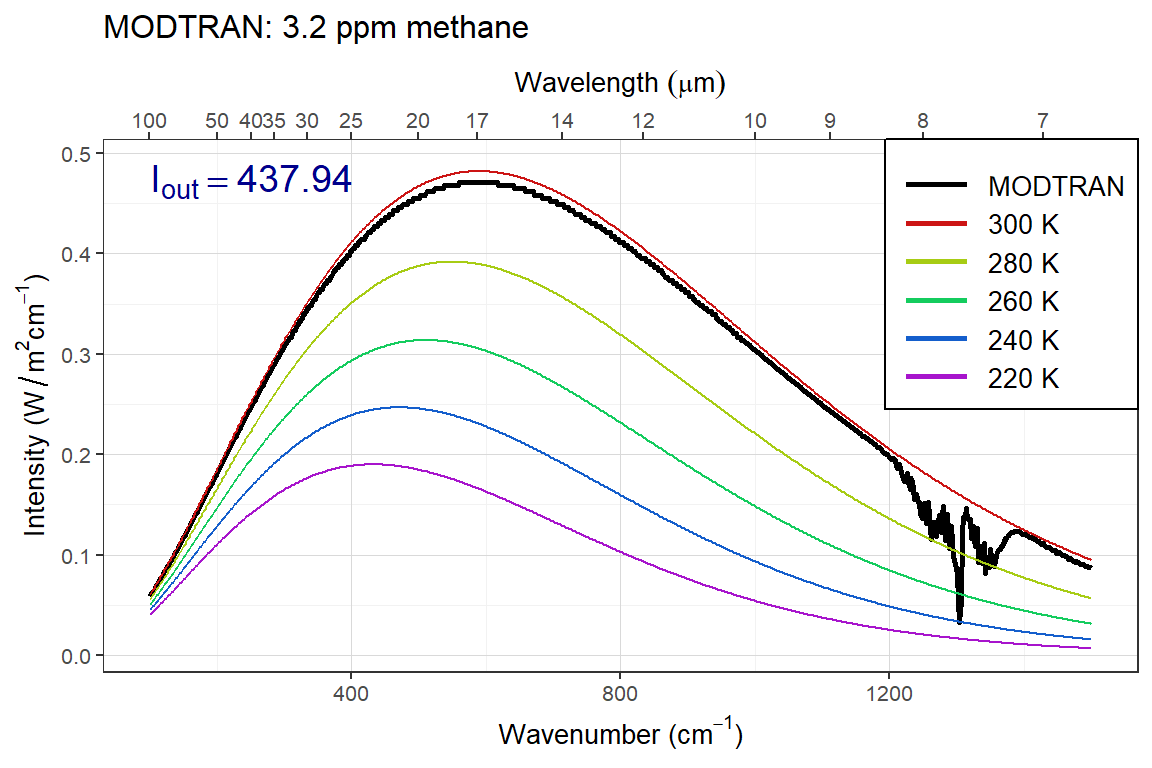 MODTRAN: 3.2 ppm methane
Wavelength (μm)
100 50 40 35 30 25 20 17 14 12 10 9 8 7
I_out = 437.94
MODTRAN
300 K
280 K
260 K
240 K
220 K
Intensity (W / m² cm⁻¹)
0.5
0.4
0.3
0.2
0.1
0.0
400 800 1200
Wavenumber (cm⁻¹)